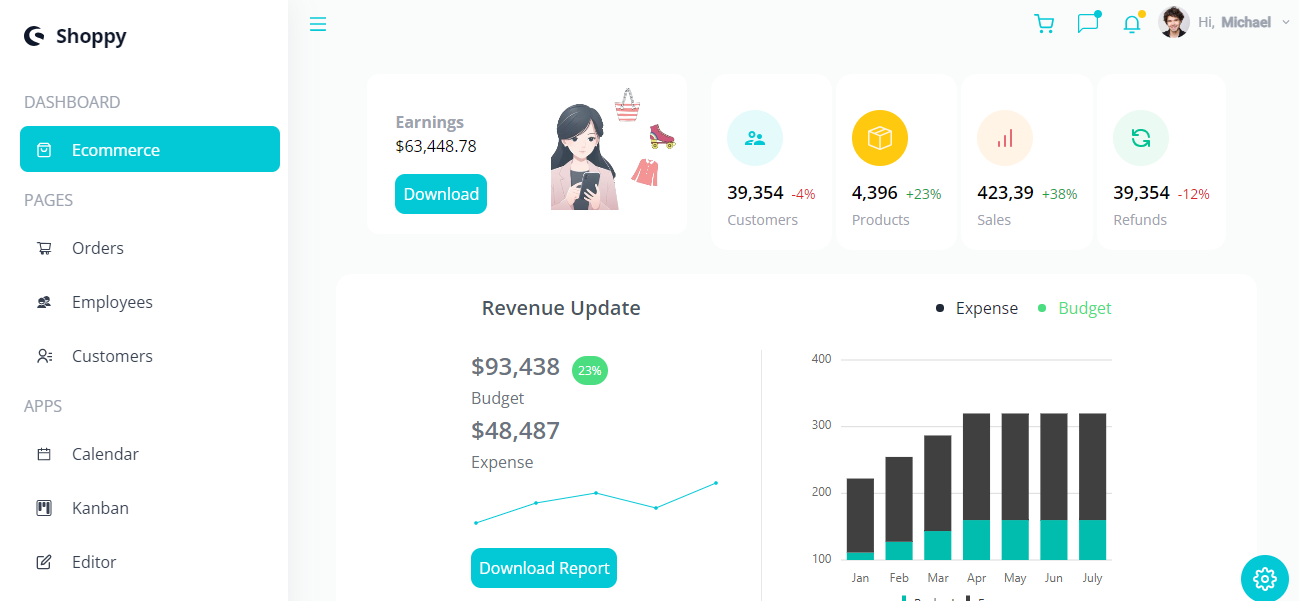 Shoppy
Hi, Michael
DASHBOARD
Ecommerce
PAGES
Orders
Employees
Customers
APPS
Calendar
Kanban
Editor
Earnings
$63,448.78
Download
39,354 -4%
Customers
4,396 +23%
Products
423,39 +38%
Sales
39,354 -12%
Refunds
Revenue Update
Expense
Budget
$93,438 23%
Budget
$48,487
Expense
Download Report
400
300
200
100
Jan Feb Mar Apr May Jun July